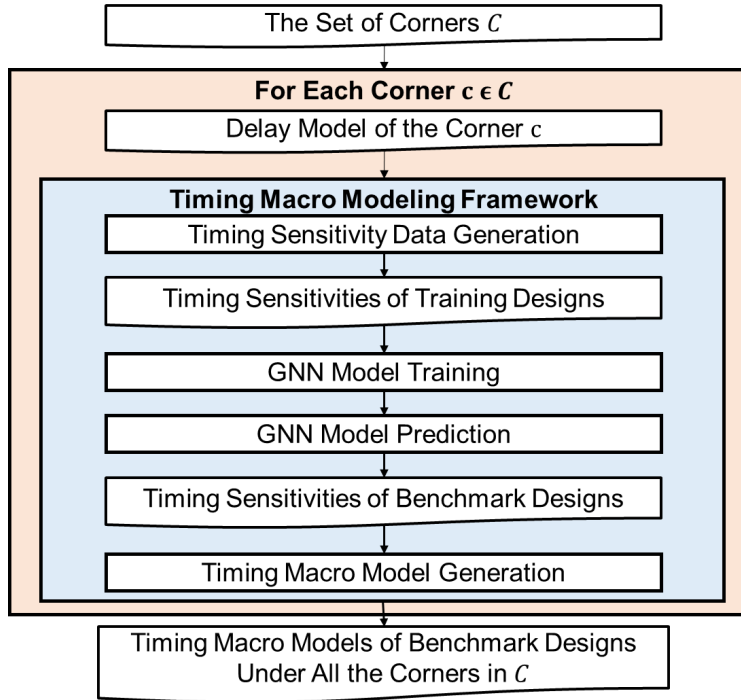 The Set of Corners C
For Each Corner c ϵ C
Delay Model of the Corner c
Timing Macro Modeling Framework
Timing Sensitivity Data Generation
Timing Sensitivities of Training Designs
GNN Model Training
GNN Model Prediction
Timing Sensitivities of Benchmark Designs
Timing Macro Model Generation
Timing Macro Models of Benchmark Designs
Under All the Corners in C